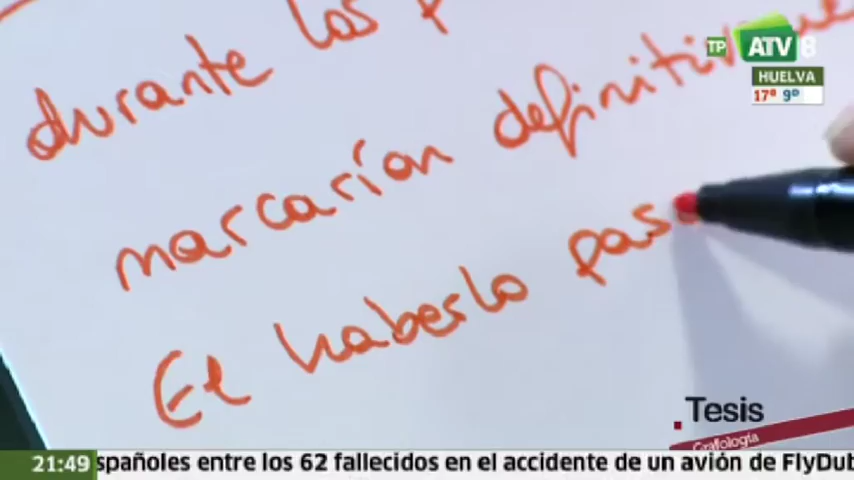 durante los p
marcarían definitivame
El haberlo pas
TP ATV 8
HUELVA
17º 9º
Tesis
Grafología
21:49 spañoles entre los 62 fallecidos en el accidente de un avión de FlyDub